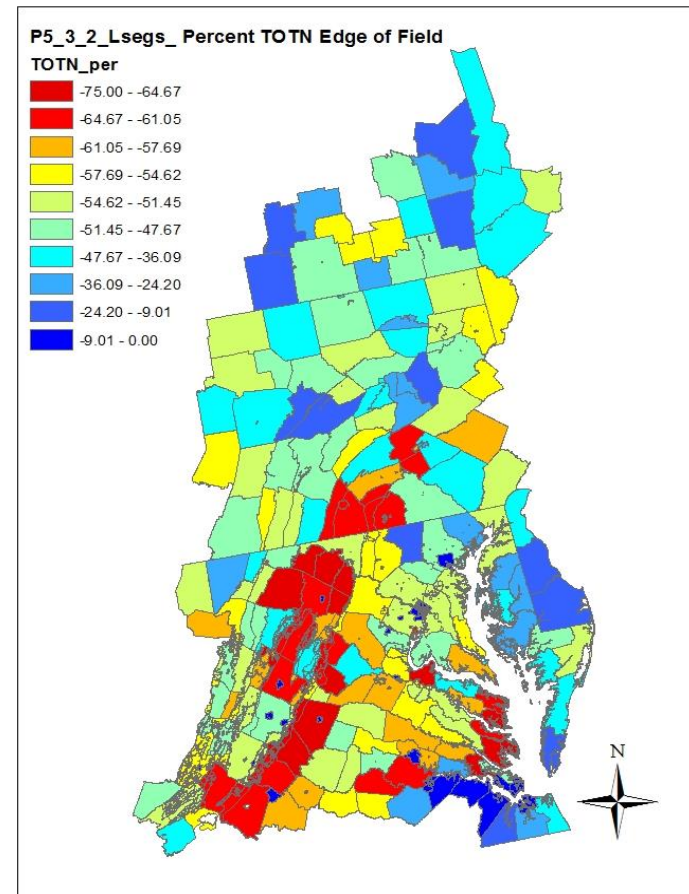 P5_3_2_Lsegs_ Percent TOTN Edge of Field
TOTN_per
-75.00 - -64.67
-64.67 - -61.05
-61.05 - -57.69
-57.69 - -54.62
-54.62 - -51.45
-51.45 - -47.67
-47.67 - -36.09
-36.09 - -24.20
-24.20 - -9.01
-9.01 - 0.00
N